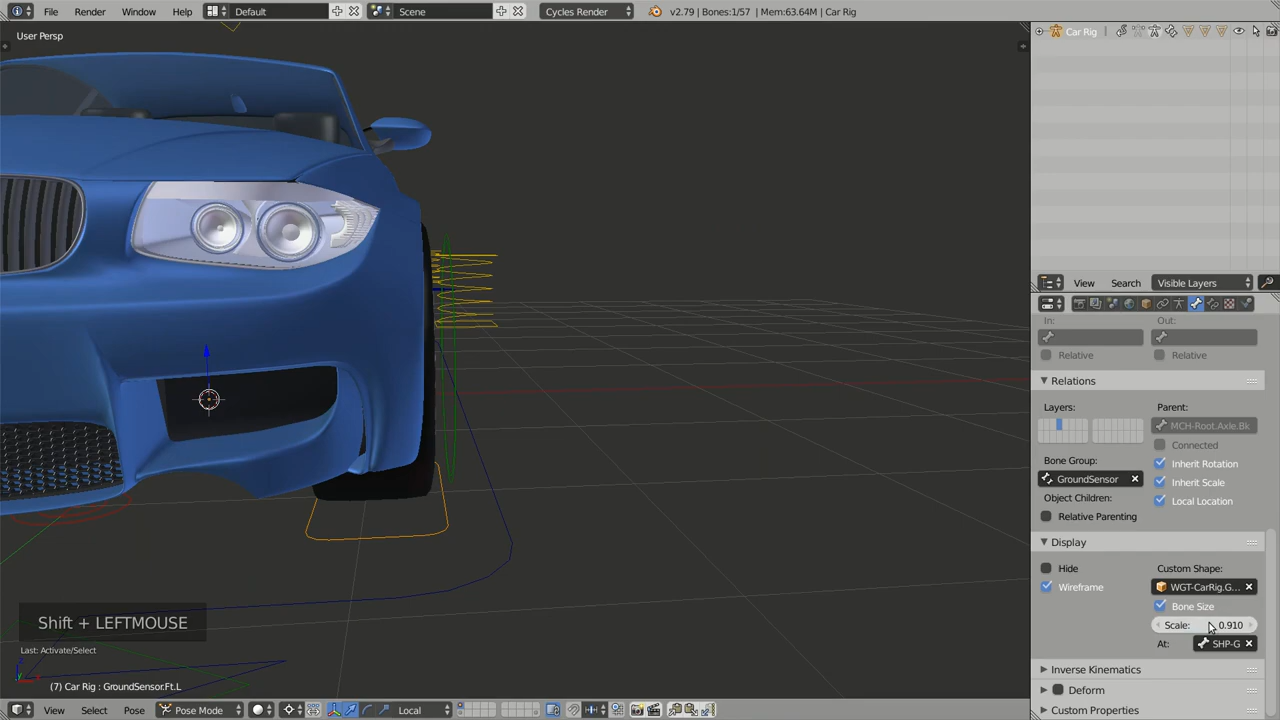 File Render Window Help Default Scene Cycles Render v2.79 | Bones:1/57 | Mem:63.64M | Car Rig
User Persp
Car Rig
View Search Visible Layers
In: Out:
Relative Relative
Relations
Layers: Parent:
MCH-Root.Axle.Bk
Connected
Bone Group: Inherit Rotation
GroundSensor Inherit Scale
Object Children: Local Location
Relative Parenting
Display
Hide Custom Shape:
Wireframe WGT-CarRig.G...
Bone Size
Shift + LEFTMOUSE
Scale: 0.910
At: SHP-G
Last: Activate/Select
Inverse Kinematics
(7) Car Rig : GroundSensor.Ft.L
Deform
View Select Pose Pose Mode Local
Custom Properties